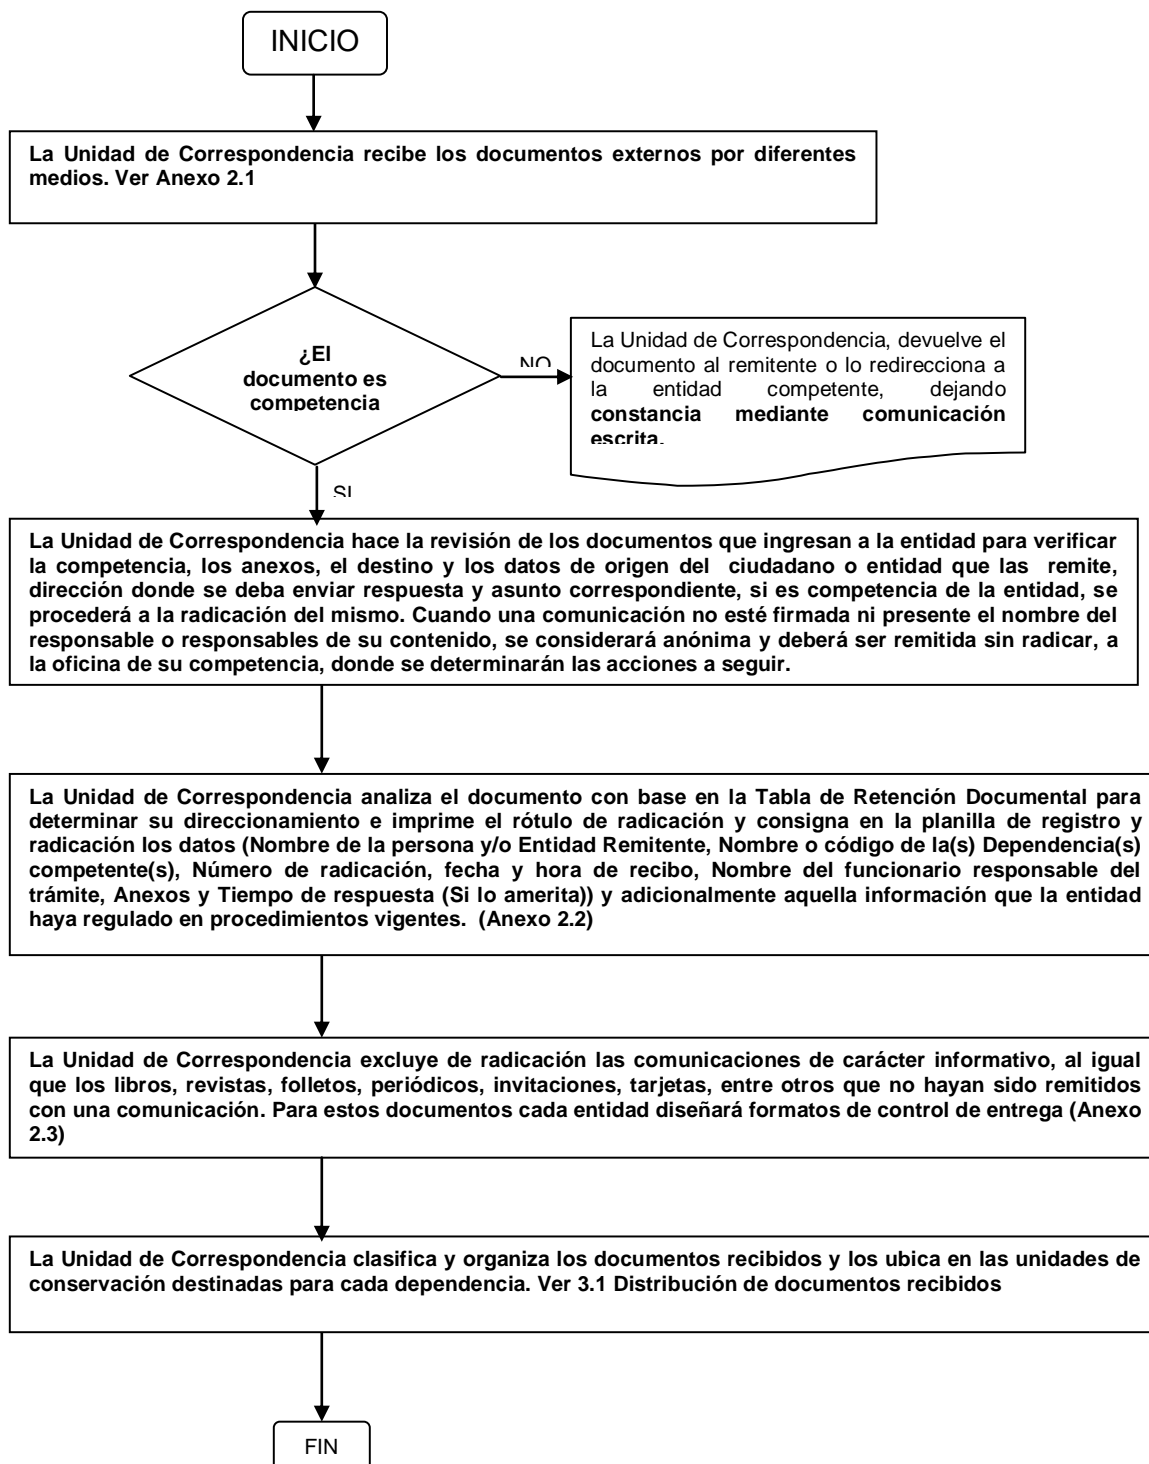 INICIO
La Unidad de Correspondencia recibe los documentos externos por diferentes
medios. Ver Anexo 2.1
¿El
documento es
competencia
NO
La Unidad de Correspondencia, devuelve el
documento al remitente o lo redirecciona a
la entidad competente, dejando
constancia mediante comunicación
escrita.
SI
La Unidad de Correspondencia hace la revisión de los documentos que ingresan a la entidad para verificar
la competencia, los anexos, el destino y los datos de origen del ciudadano o entidad que las remite,
dirección donde se deba enviar respuesta y asunto correspondiente, si es competencia de la entidad, se
procederá a la radicación del mismo. Cuando una comunicación no esté firmada ni presente el nombre del
responsable o responsables de su contenido, se considerará anónima y deberá ser remitida sin radicar, a
la oficina de su competencia, donde se determinarán las acciones a seguir.
La Unidad de Correspondencia analiza el documento con base en la Tabla de Retención Documental para
determinar su direccionamiento e imprime el rótulo de radicación y consigna en la planilla de registro y
radicación los datos (Nombre de la persona y/o Entidad Remitente, Nombre o código de la(s) Dependencia(s)
competente(s), Número de radicación, fecha y hora de recibo, Nombre del funcionario responsable del
trámite, Anexos y Tiempo de respuesta (Si lo amerita)) y adicionalmente aquella información que la entidad
haya regulado en procedimientos vigentes. (Anexo 2.2)
La Unidad de Correspondencia excluye de radicación las comunicaciones de carácter informativo, al igual
que los libros, revistas, folletos, periódicos, invitaciones, tarjetas, entre otros que no hayan sido remitidos
con una comunicación. Para estos documentos cada entidad diseñará formatos de control de entrega (Anexo
2.3)
La Unidad de Correspondencia clasifica y organiza los documentos recibidos y los ubica en las unidades de
conservación destinadas para cada dependencia. Ver 3.1 Distribución de documentos recibidos
FIN